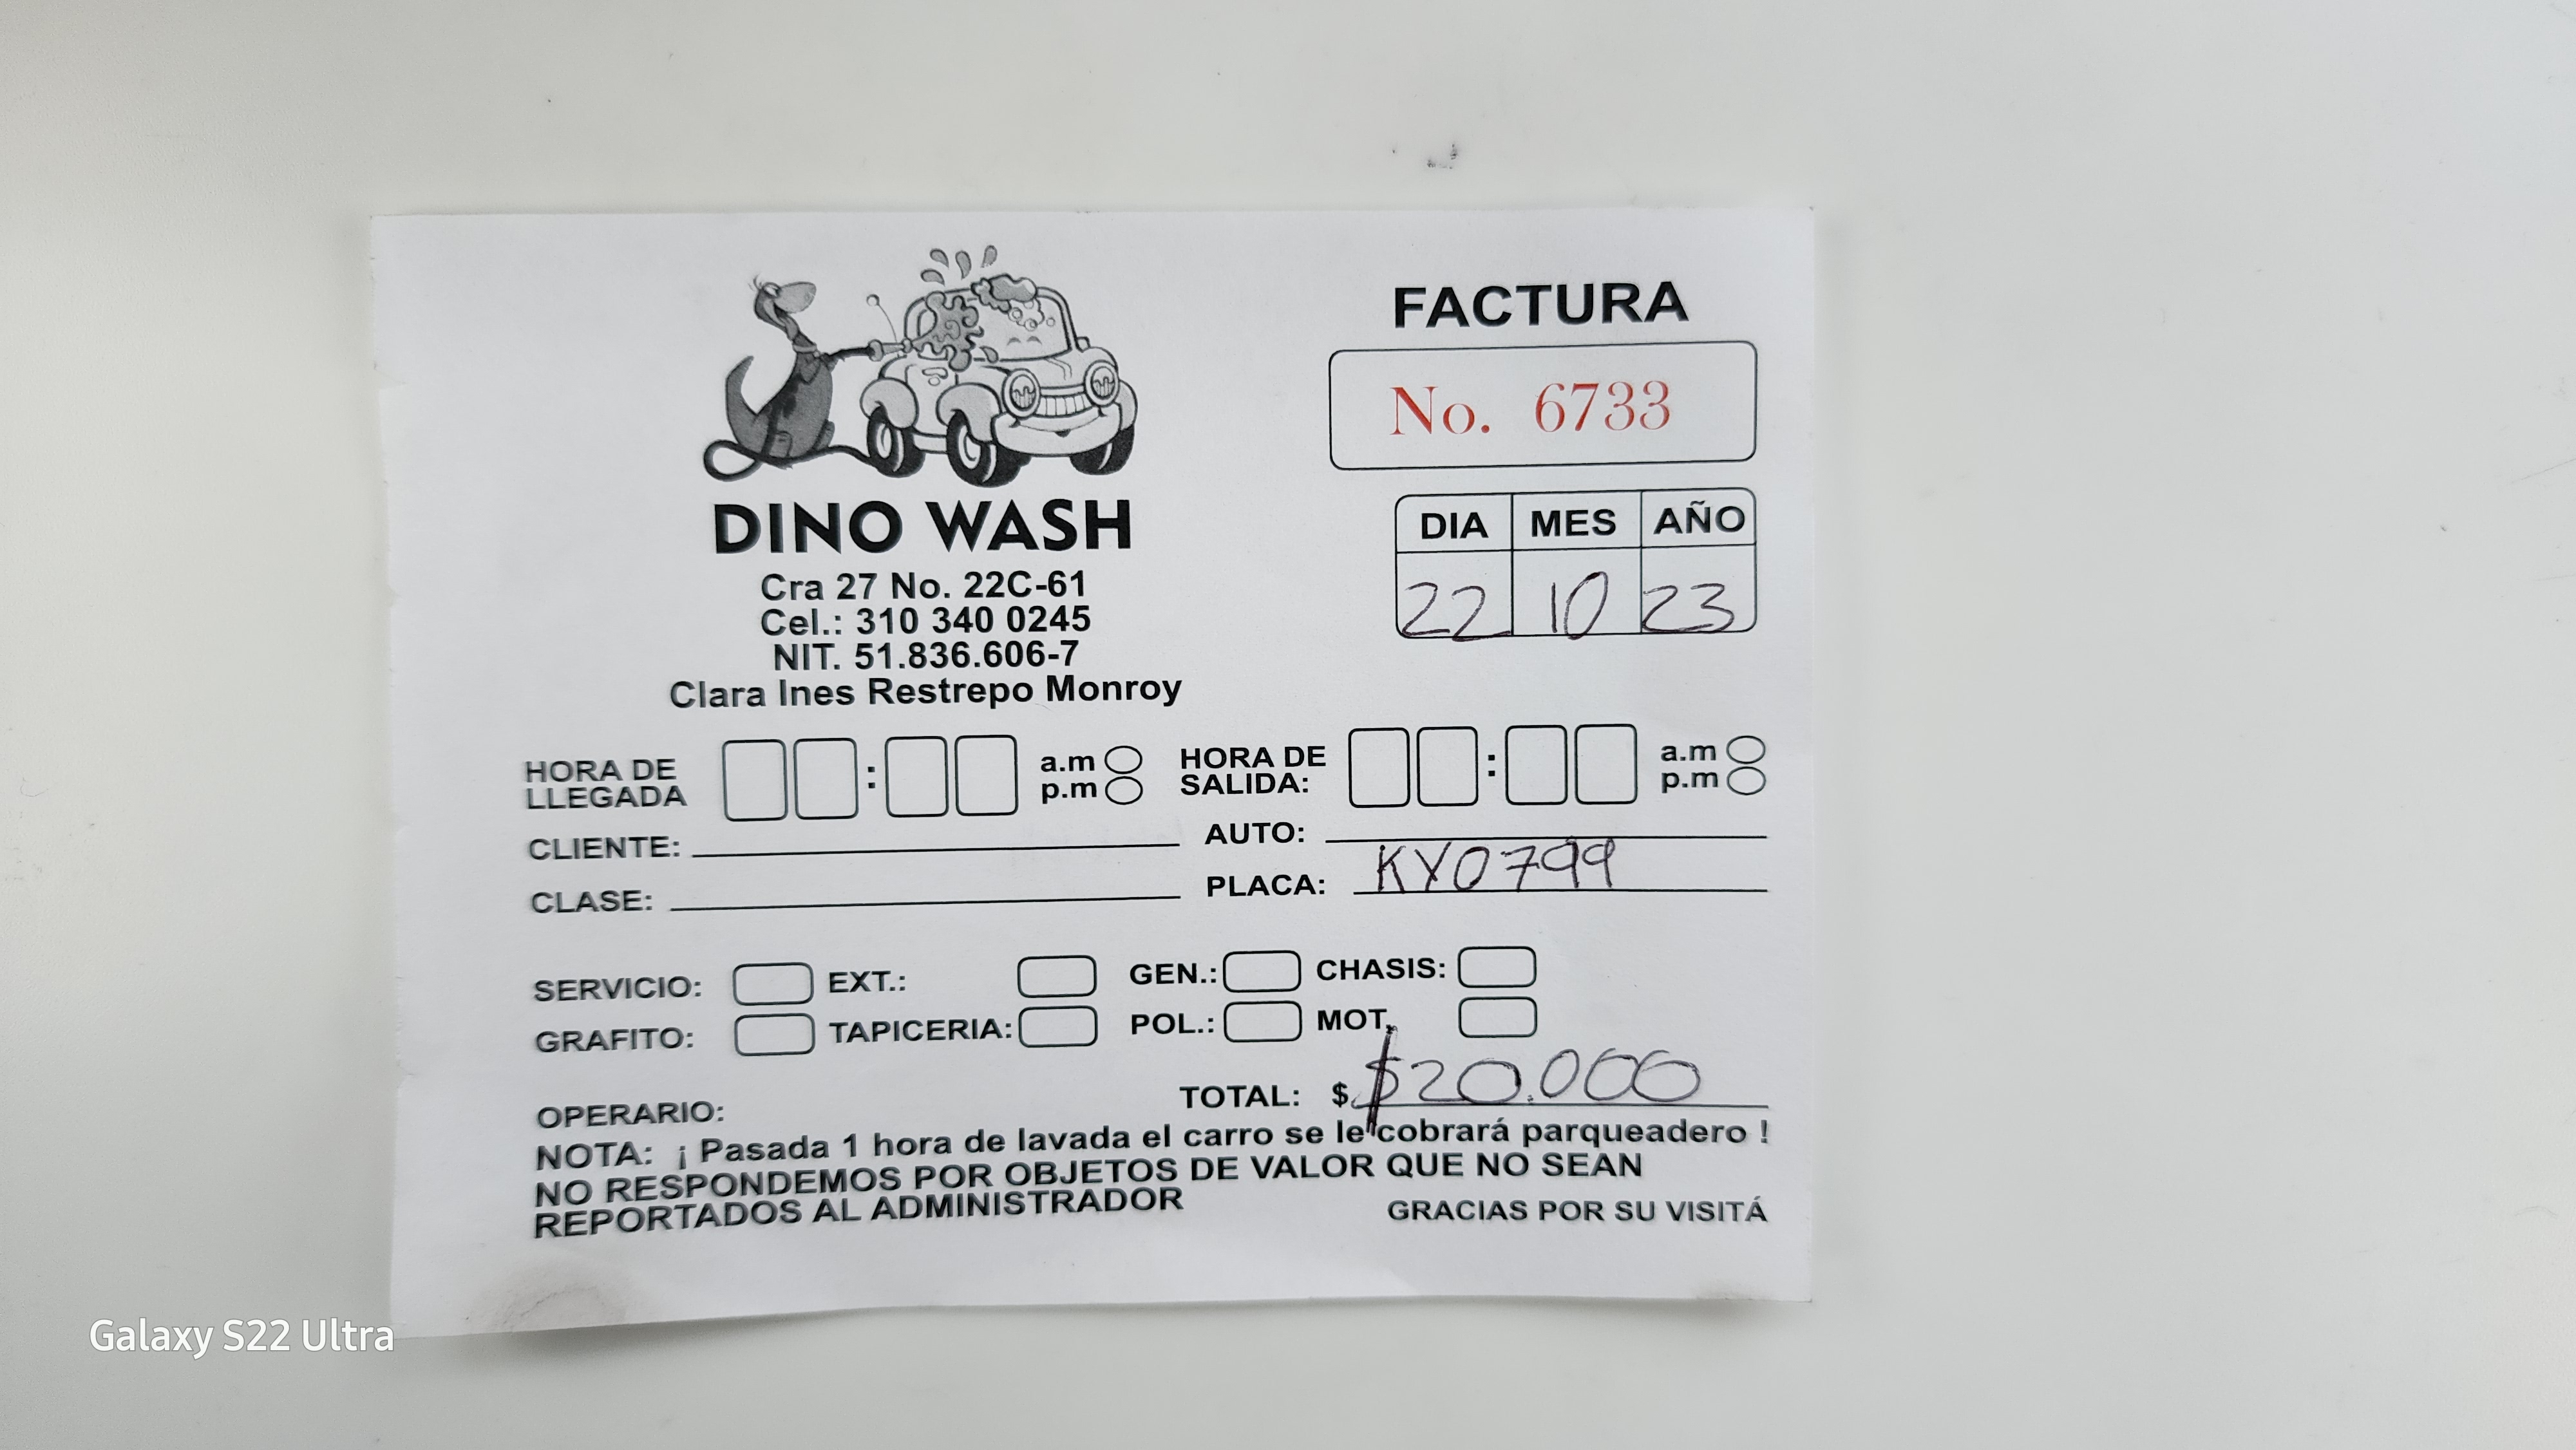 FACTURA
No. 6733
DINO WASH
Cra 27 No. 22C-61
Cel.: 310 340 0245
NIT. 51.836.606-7
Clara Ines Restrepo Monroy
DIA MES AÑO
22 10 23
HORA DE LLEGADA : a.m p.m HORA DE SALIDA: : a.m p.m
CLIENTE: AUTO:
CLASE: PLACA: KYO799
SERVICIO: EXT.: GEN.: CHASIS:
GRAFITO: TAPICERIA: POL.: MOT.
OPERARIO: TOTAL: $ $20.000
NOTA: ¡ Pasada 1 hora de lavada el carro se le cobrará parqueadero !
NO RESPONDEMOS POR OBJETOS DE VALOR QUE NO SEAN
REPORTADOS AL ADMINISTRADOR GRACIAS POR SU VISITÁ
Galaxy S22 Ultra